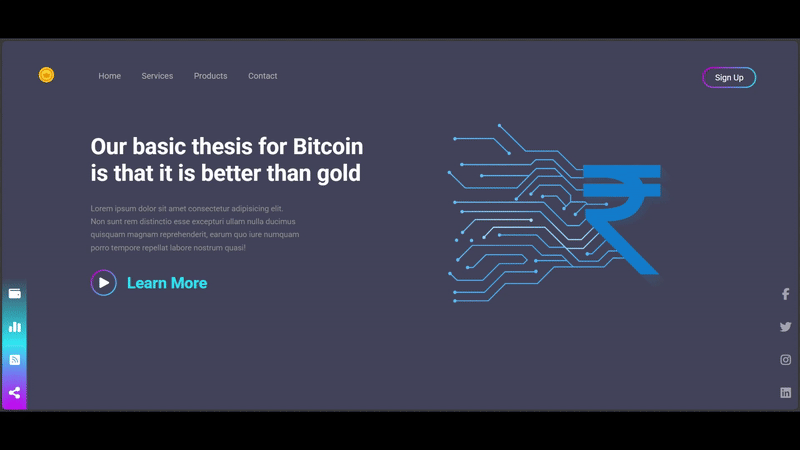 Home Services Products Contact
Sign Up
Our basic thesis for Bitcoin
is that it is better than gold
Lorem ipsum dolor sit amet consectetur adipisicing elit.
Non sunt rem distinctio esse excepturi ullam nulla ducimus
quisquam magnam reprehenderit, earum quo iure numquam
porro tempore repellat labore nostrum quasi!
₹
Learn More